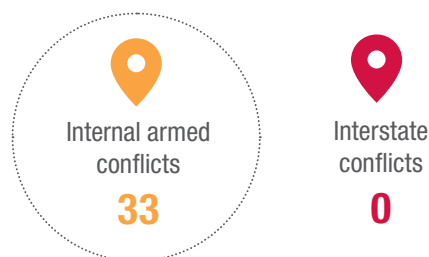 Internal armed
conflicts
33
Interstate
conflicts
0